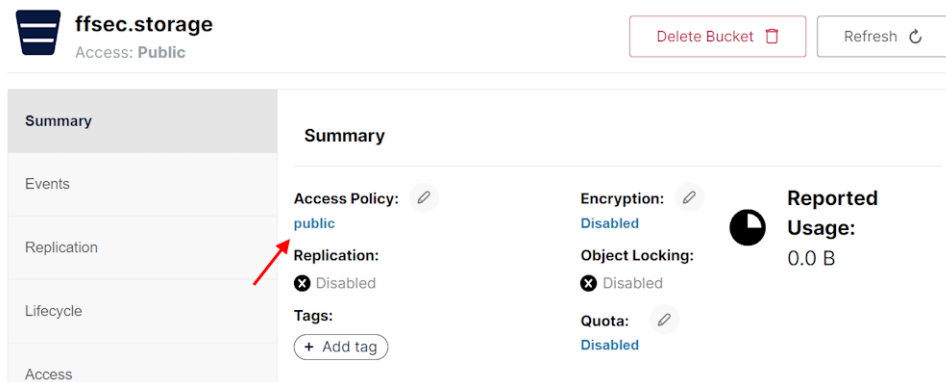 ffsec.storage
Access: Public
Delete Bucket
Refresh
Summary
Events
Replication
Lifecycle
Access
Summary
Access Policy:
public
Replication:
Disabled
Tags:
+ Add tag
Encryption:
Disabled
Object Locking:
Disabled
Quota:
Disabled
Reported
Usage:
0.0 B